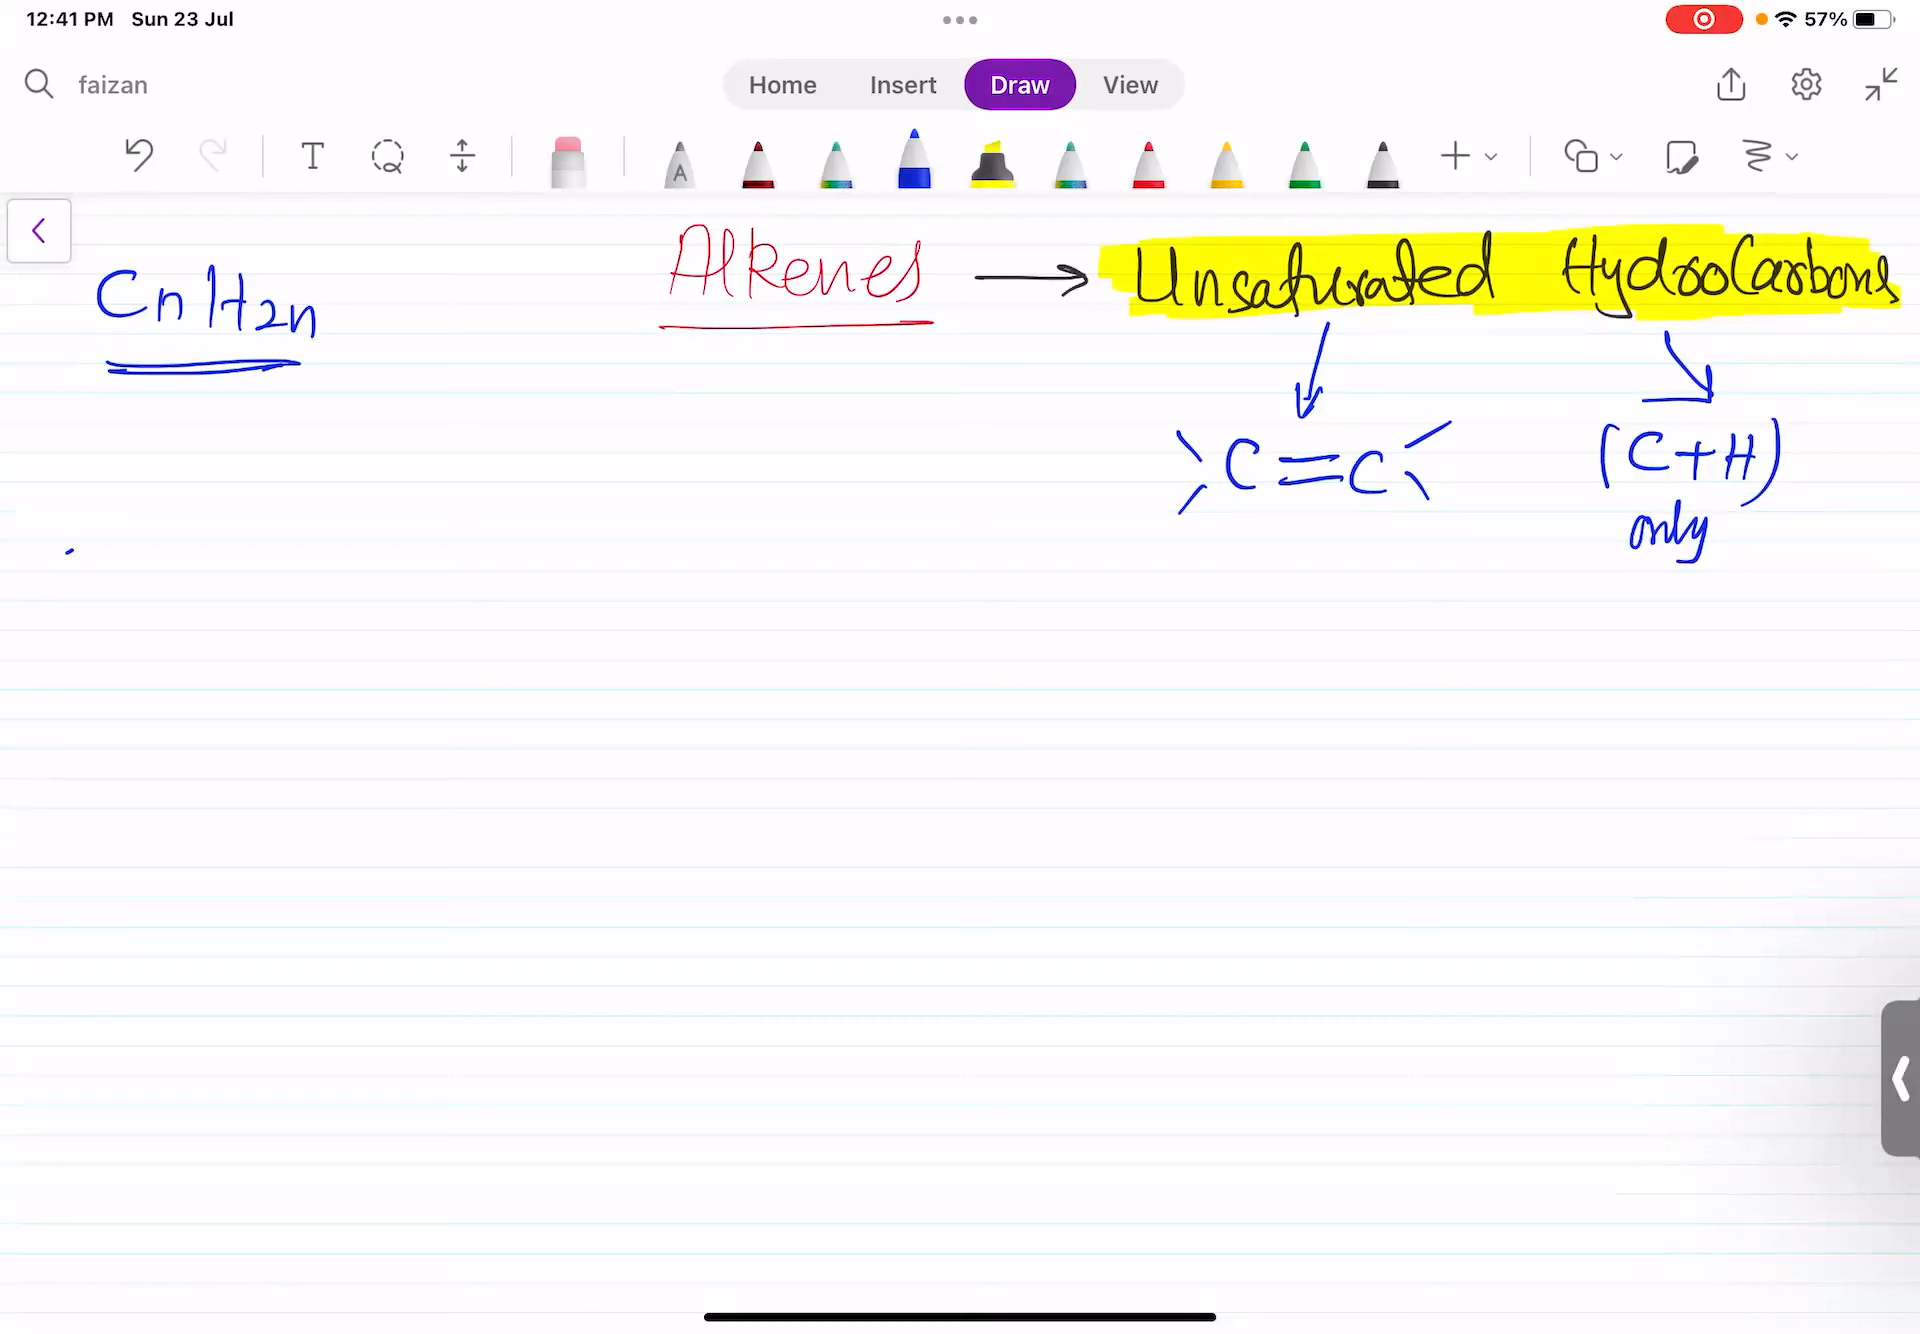 12:41 PM Sun 23 Jul
57%
faizan
Home Insert Draw View
T
A
Alkenes → Unsaturated Hydrocarbons
CnH2n
C=C
(C+H)
only